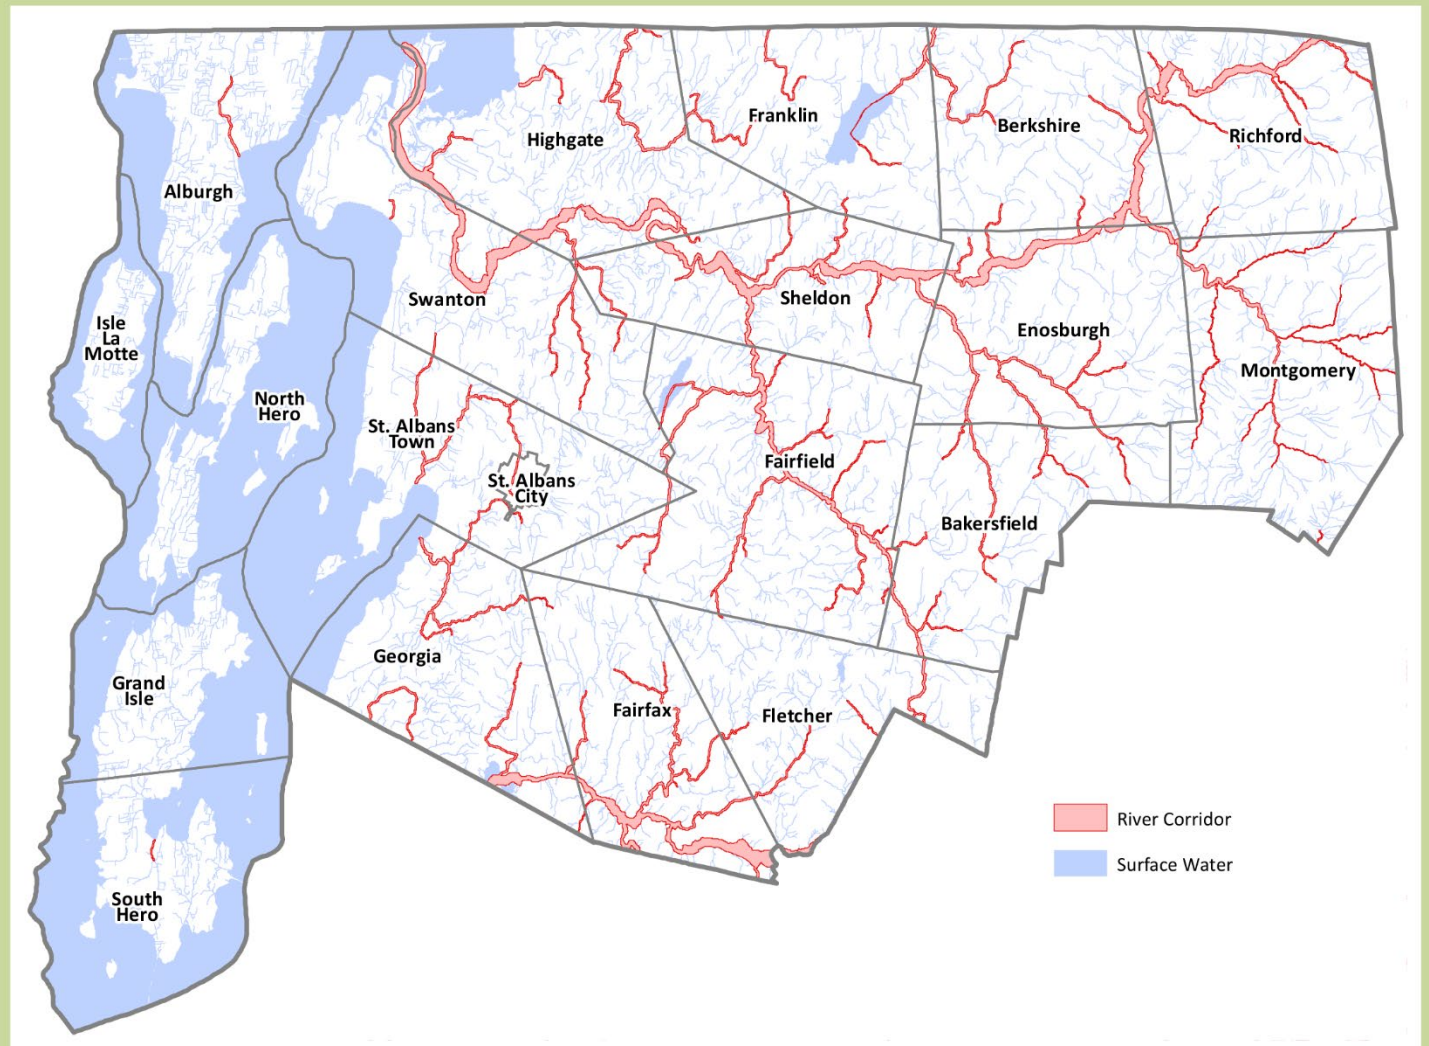 Franklin
Highgate
Berkshire
Richford
Alburgh
Swanton
Sheldon
Isle
La
Motte
Enosburgh
Montgomery
North
Hero
St. Albans
Town
Fairfield
St. Albans
City
Bakersfield
Georgia
Grand
Isle
Fairfax
Fletcher
River Corridor
Surface Water
South
Hero